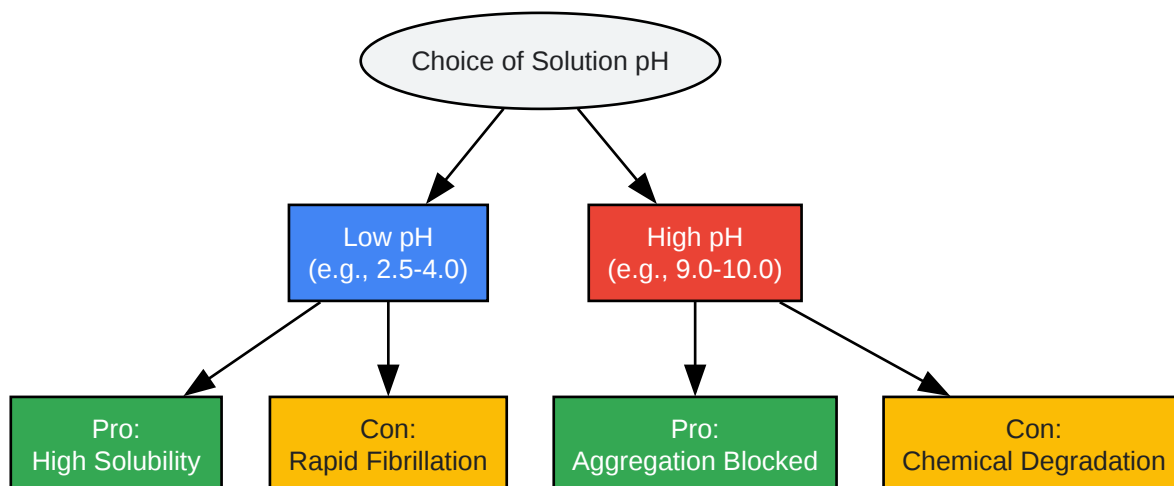 Choice of Solution pH
Low pH
(e.g., 2.5-4.0)
High pH
(e.g., 9.0-10.0)
Pro:
High Solubility
Con:
Rapid Fibrillation
Pro:
Aggregation Blocked
Con:
Chemical Degradation